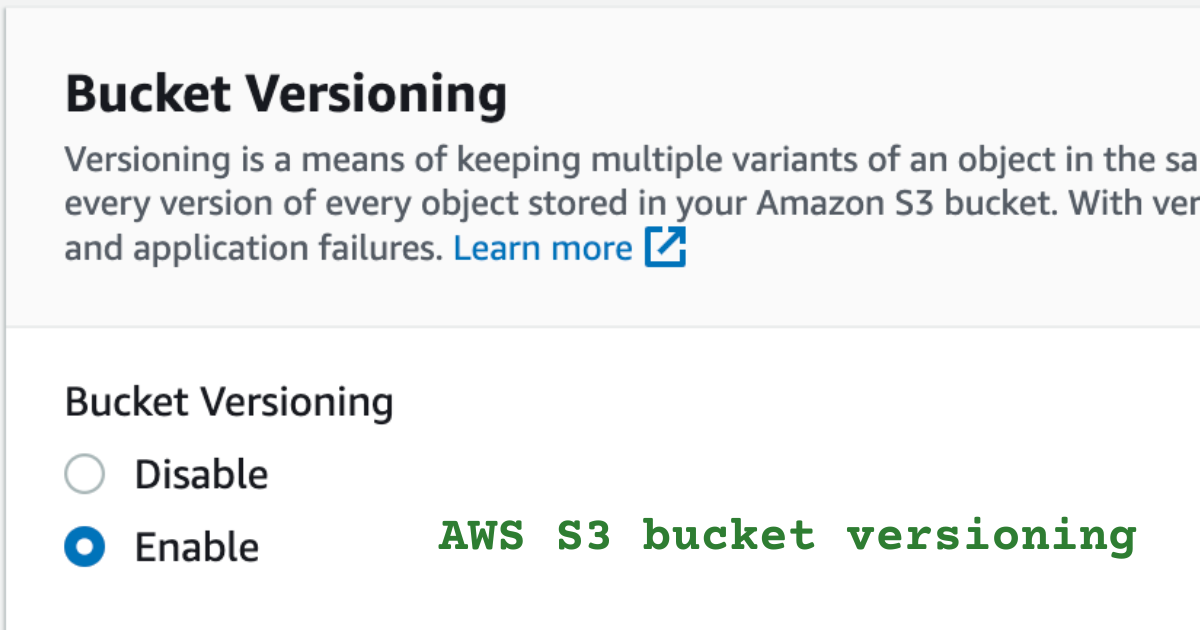 Bucket Versioning
Versioning is a means of keeping multiple variants of an object in the
every version of every object stored in your Amazon S3 bucket. With
and application failures. Learn more
Bucket Versioning
Disable
Enable
AWS S3 bucket versioning